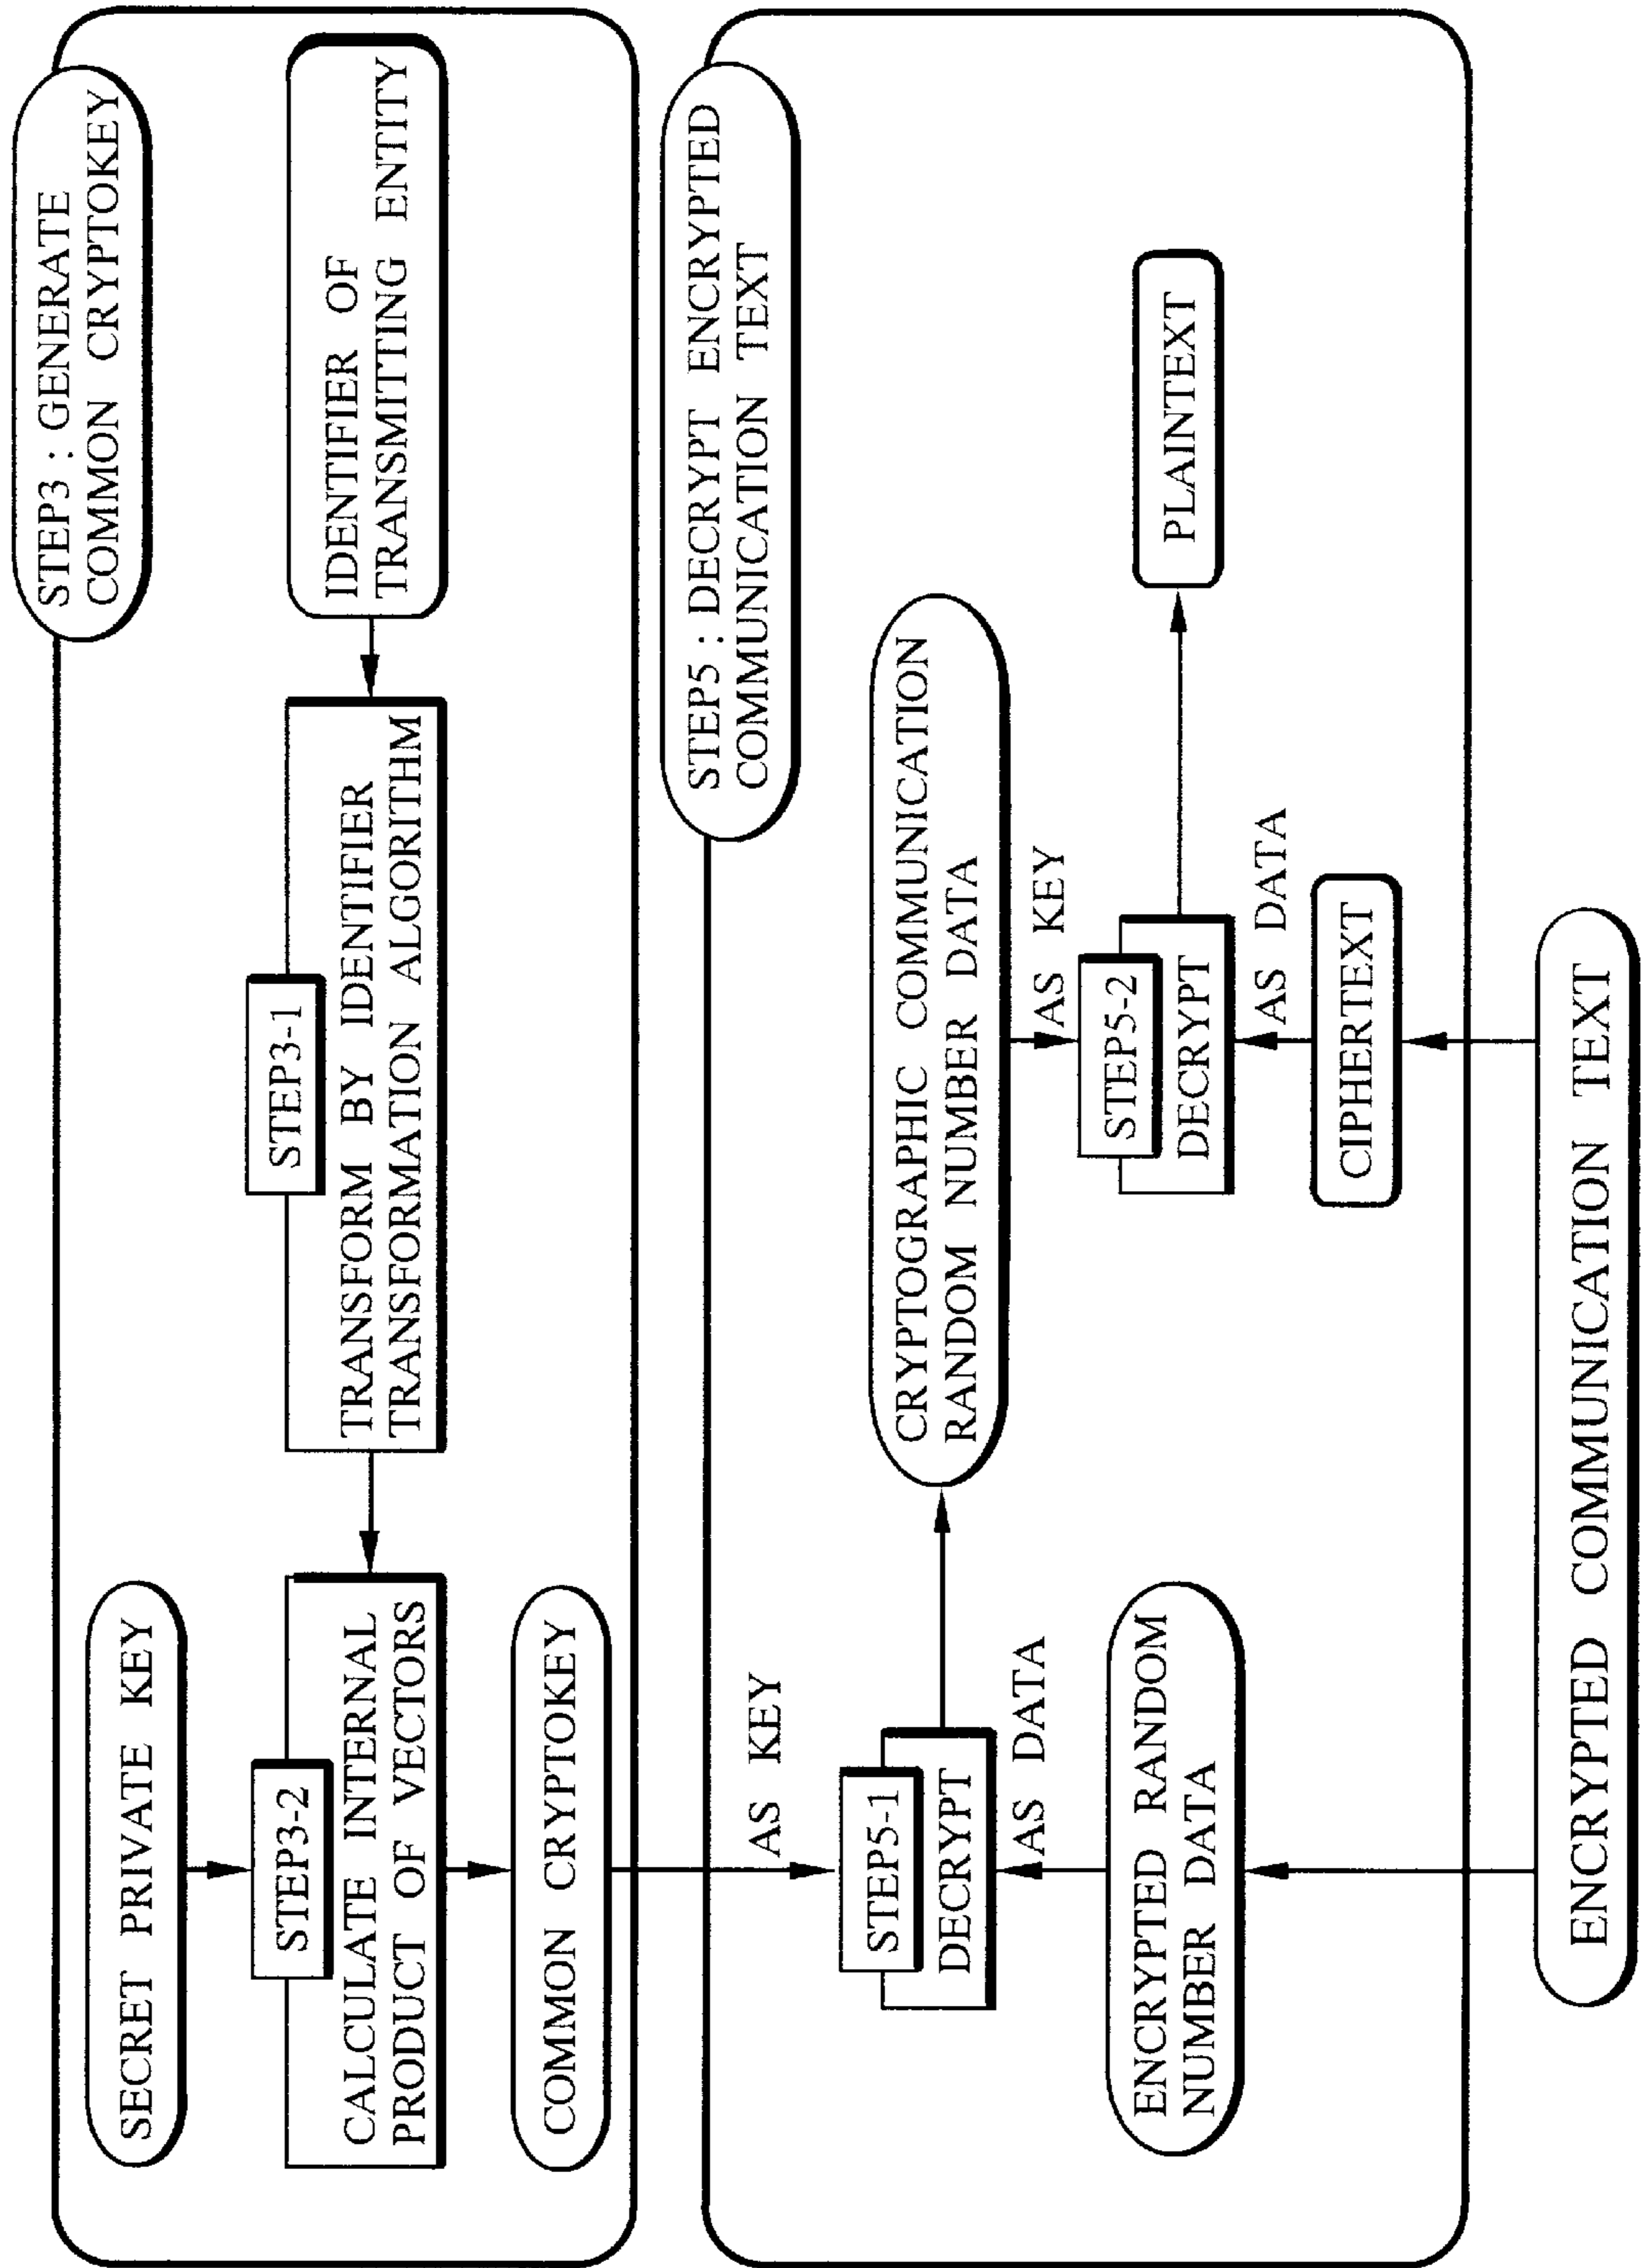 STEP3 : GENERATE
COMMON CRYPTOKEY
SECRET PRIVATE KEY
STEP3-2
CALCULATE INTERNAL
PRODUCT OF VECTORS
STEP3-1
TRANSFORM BY IDENTIFIER
TRANSFORMATION ALGORITHM
IDENTIFIER OF
TRANSMITTING ENTITY
COMMON CRYPTOKEY
STEP5 : DECRYPT ENCRYPTED
COMMUNICATION TEXT
AS KEY
STEP5-1
DECRYPT
AS DATA
ENCRYPTED RANDOM
NUMBER DATA
CRYPTOGRAPHIC COMMUNICATION
RANDOM NUMBER DATA
AS KEY
STEP5-2
DECRYPT
AS DATA
CIPHERTEXT
PLAINTEXT
ENCRYPTED COMMUNICATION TEXT